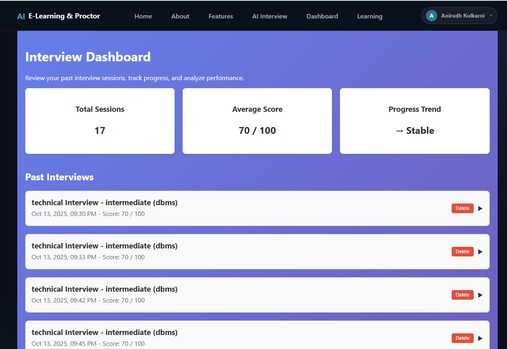 AI E-Learning & Proctor
Home About Features AI Interview Dashboard Learning
A Anirudh Kulkarni
Interview Dashboard
Review your past interview sessions, track progress, and analyze performance.
Total Sessions
17
Average Score
70 / 100
Progress Trend
→ Stable
Past Interviews
technical Interview - intermediate (dbms)
Oct 13, 2025, 09:30 PM - Score: 70 / 100
Delete ▶
technical Interview - intermediate (dbms)
Oct 13, 2025, 09:33 PM - Score: 70 / 100
Delete ▶
technical Interview - intermediate (dbms)
Oct 13, 2025, 09:42 PM - Score: 70 / 100
Delete ▶
technical Interview - intermediate (dbms)
Oct 13, 2025, 09:45 PM - Score: 70 / 100
Delete ▶